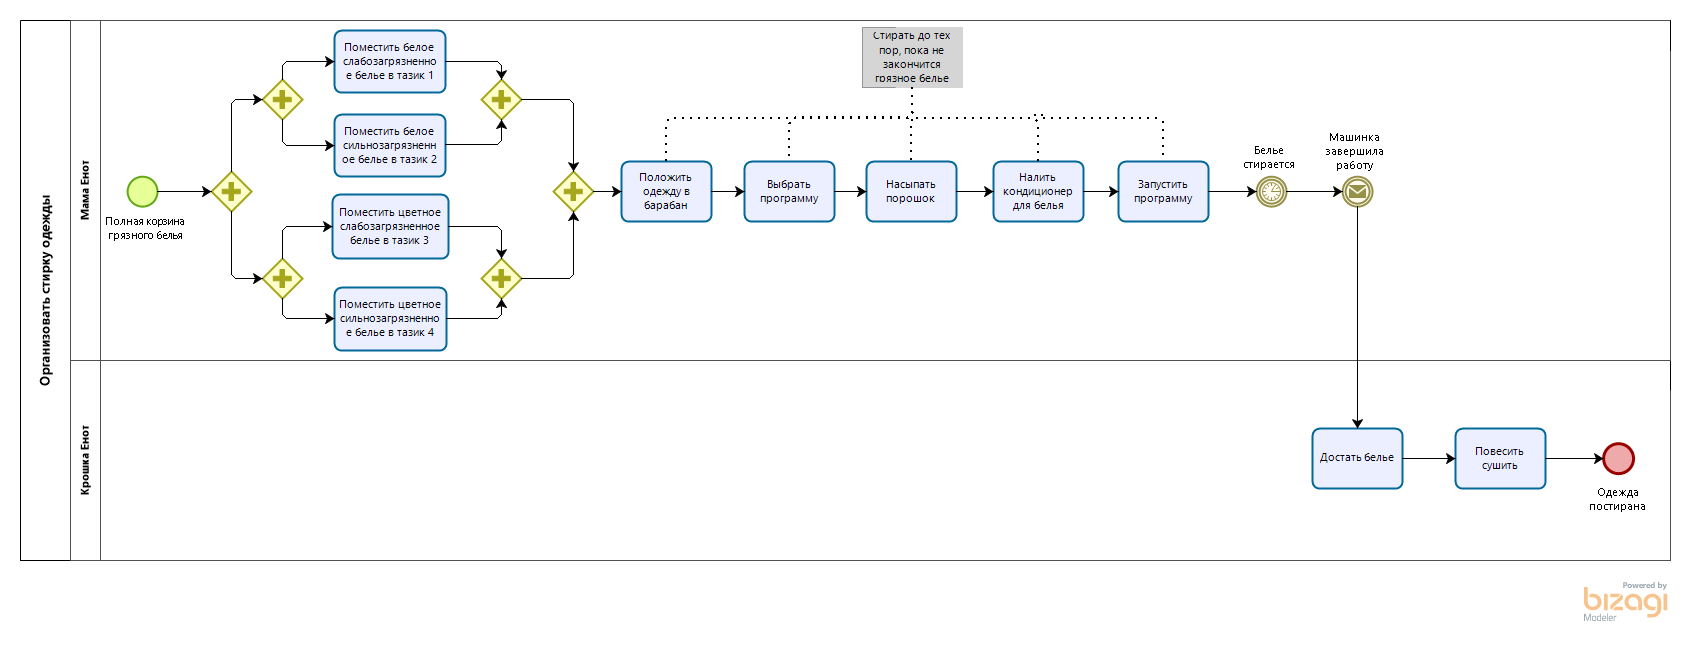 Организовать стирку одежды
Мама Енот
Полная корзина
грязного белья
Поместить белое
слабозагрязненно
е белье в тазик 1
Поместить белое
сильнозагрязненн
ое белье в тазик 2
Поместить цветное
слабозагрязненное
белье в тазик 3
Поместить цветное
сильнозагрязненно
е белье в тазик 4
Стирать до тех
пор, пока не
закончится
грязное белье
Положить
одежду в
барабан
Выбрать
программу
Насыпать
порошок
Налить
кондиционер
для белья
Запустить
программу
Белье
стирается
Машинка
завершила
работу
Крошка Енот
Достать белье
Повесить
сушить
Одежда
постирана
Powered by
bizagi
Modeler